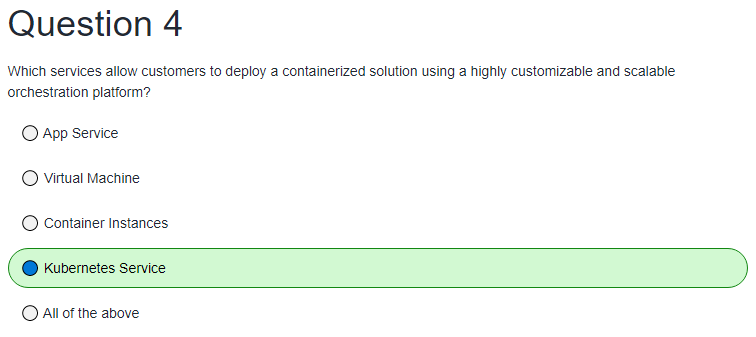 Question 4
Which services allow customers to deploy a containerized solution using a highly customizable and scalable
orchestration platform?
App Service
Virtual Machine
Container Instances
Kubernetes Service
All of the above